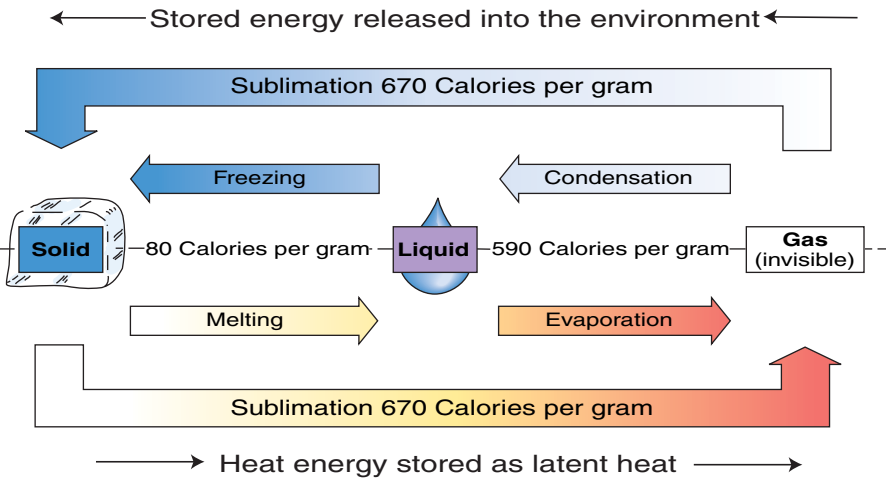 Stored energy released into the environment
Sublimation 670 Calories per gram
Freezing
Condensation
Solid
80 Calories per gram
Liquid
590 Calories per gram
Gas
(invisible)
Melting
Evaporation
Sublimation 670 Calories per gram
Heat energy stored as latent heat